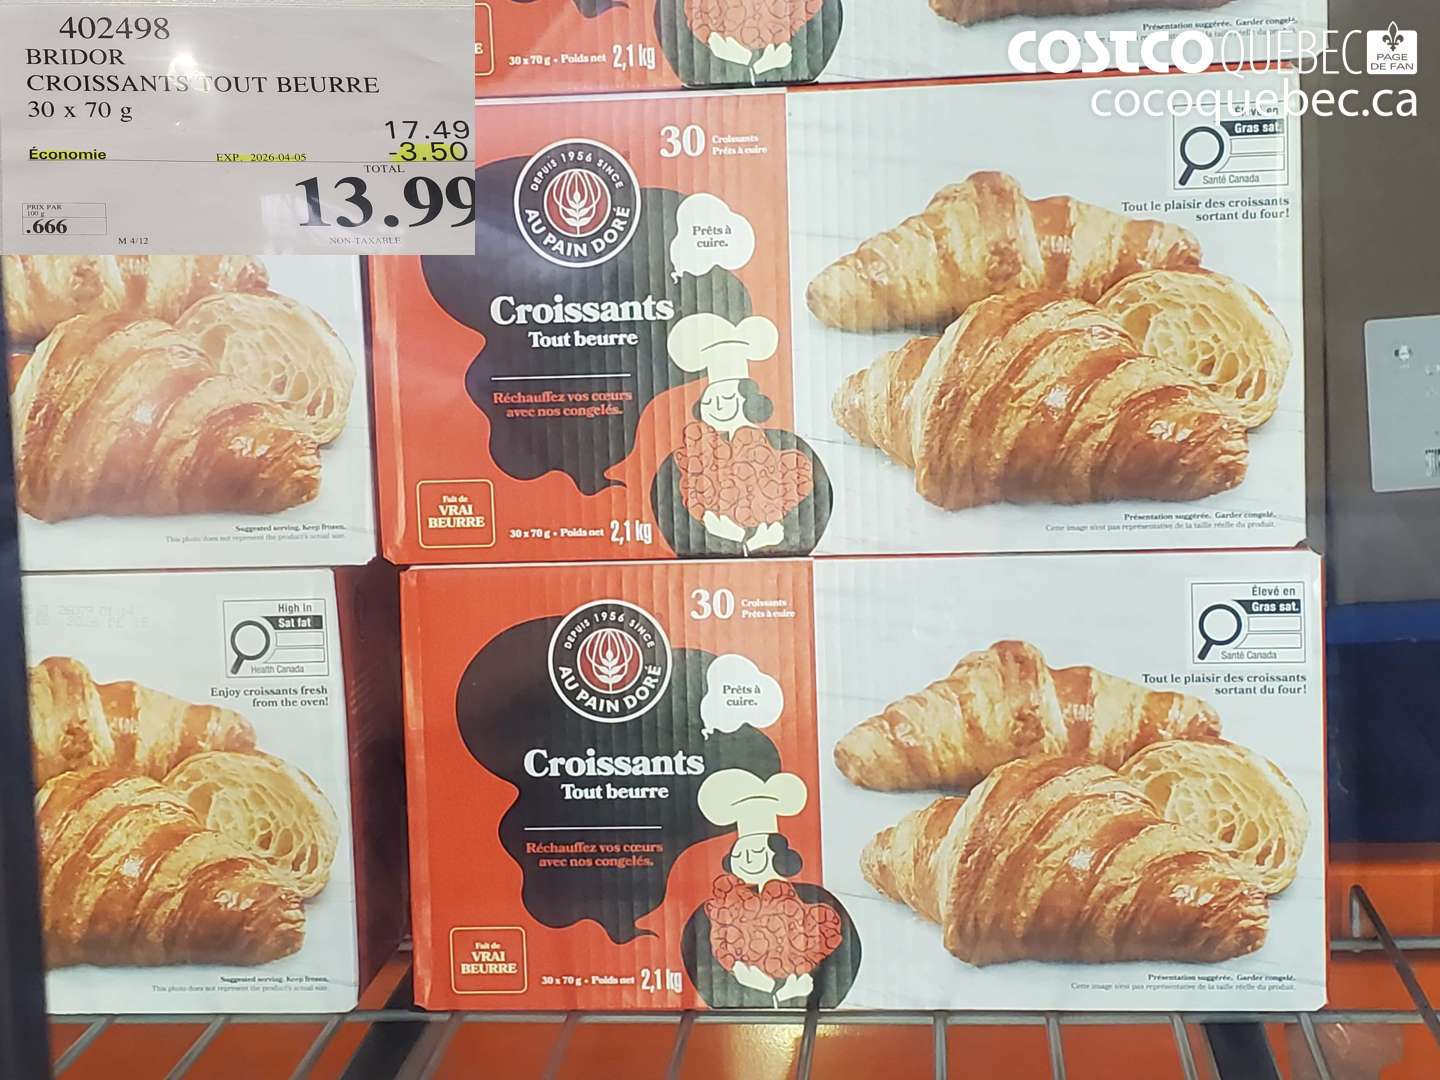 402498
BRIDOR
CROISSANTS TOUT BEURRE
30 x 70 g
17.49
Économie
EXP. 2026-04-05
-3.50
TOTAL
13.99
PRIX PAR
100 g
.666
M 4/12
NON-TAXABLE
COSTCO QUEBEC
PAGE
DE FAN
cocoquebec.ca
30 x 70 g • Poids net 2,1 kg
Présentation suggérée. Garder congelé.
30 Croissants
Prêts à cuire
DEPUIS 1956 SINCE
AU PAIN DORÉ
Prêts à
cuire.
Croissants
Tout beurre
Réchauffez vos cœurs
avec nos congelés.
Fait de
VRAI
BEURRE
30 x 70 g • Poids net 2,1 kg
Élevé en
Gras sat.
Santé Canada
Tout le plaisir des croissants
sortant du four!
Présentation suggérée. Garder congelé.
Cette image n'est pas représentative de la taille réelle du produit.
Suggested serving. Keep frozen.
This photo does not represent the product's actual size.
High in
Sat fat
Health Canada
Enjoy croissants fresh
from the oven!
Suggested serving. Keep frozen.
This photo does not represent the product's actual size.
30 Croissants
Prêts à cuire
DEPUIS 1956 SINCE
AU PAIN DORÉ
Prêts à
cuire.
Croissants
Tout beurre
Réchauffez vos cœurs
avec nos congelés.
Fait de
VRAI
BEURRE
30 x 70 g • Poids net 2,1 kg
Élevé en
Gras sat.
Santé Canada
Tout le plaisir des croissants
sortant du four!
Présentation suggérée. Garder congelé.
Cette image n'est pas représentative de la taille réelle du produit.